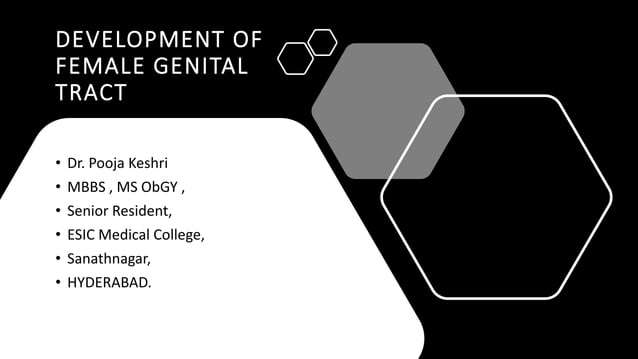 DEVELOPMENT OF
FEMALE GENITAL
TRACT
• Dr. Pooja Keshri
• MBBS , MS ObGY ,
• Senior Resident,
• ESIC Medical College,
• Sanathnagar,
• HYDERABAD.